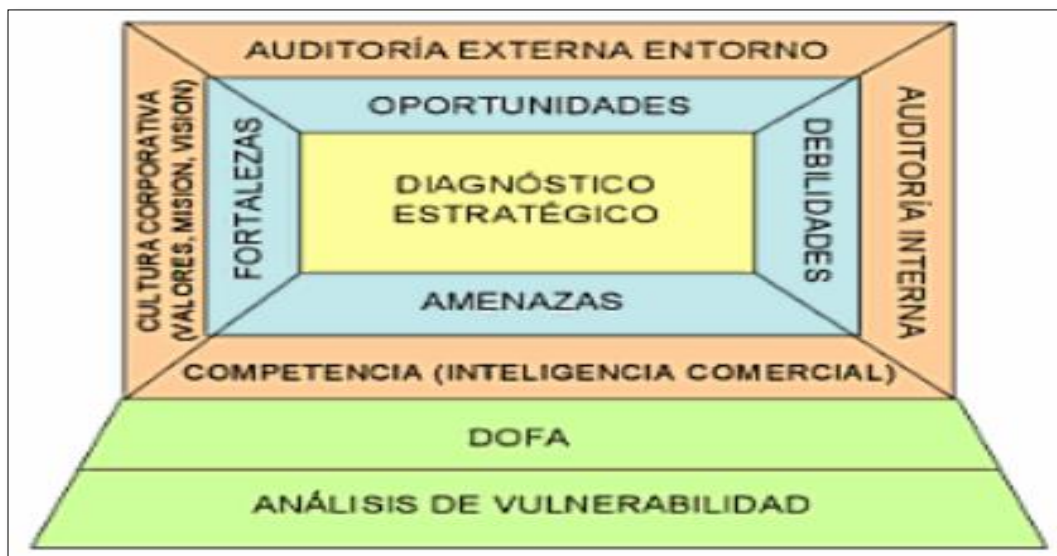 AUDITORÍA EXTERNA ENTORNO
OPORTUNIDADES
CULTURA CORPORATIVA
(VALORES, MISION, VISION)
FORTALEZAS
DIAGNÓSTICO
ESTRATÉGICO
DEBILIDADES
AUDITORÍA INTERNA
AMENAZAS
COMPETENCIA (INTELIGENCIA COMERCIAL)
DOFA
ANÁLISIS DE VULNERABILIDAD